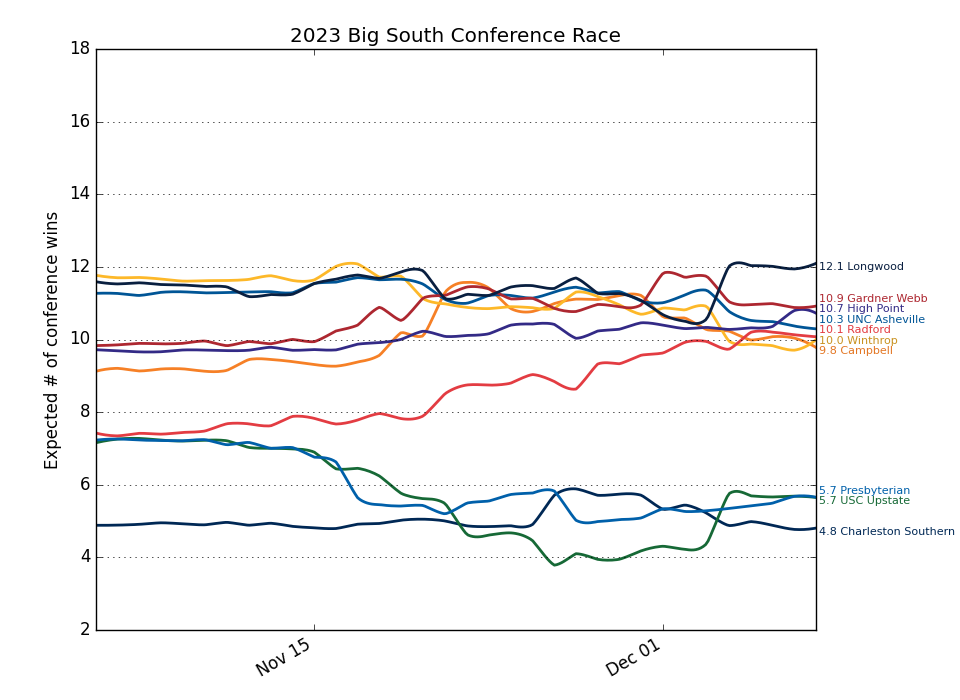 2023 Big South Conference Race
Expected # of conference wins
18
16
14
12
10
8
6
4
2
Nov 15
Dec 01
12.1 Longwood
10.9 Gardner Webb
10.7 High Point
10.3 UNC Asheville
10.1 Radford
10.0 Winthrop
9.8 Campbell
5.7 Presbyterian
5.7 USC Upstate
4.8 Charleston Southern